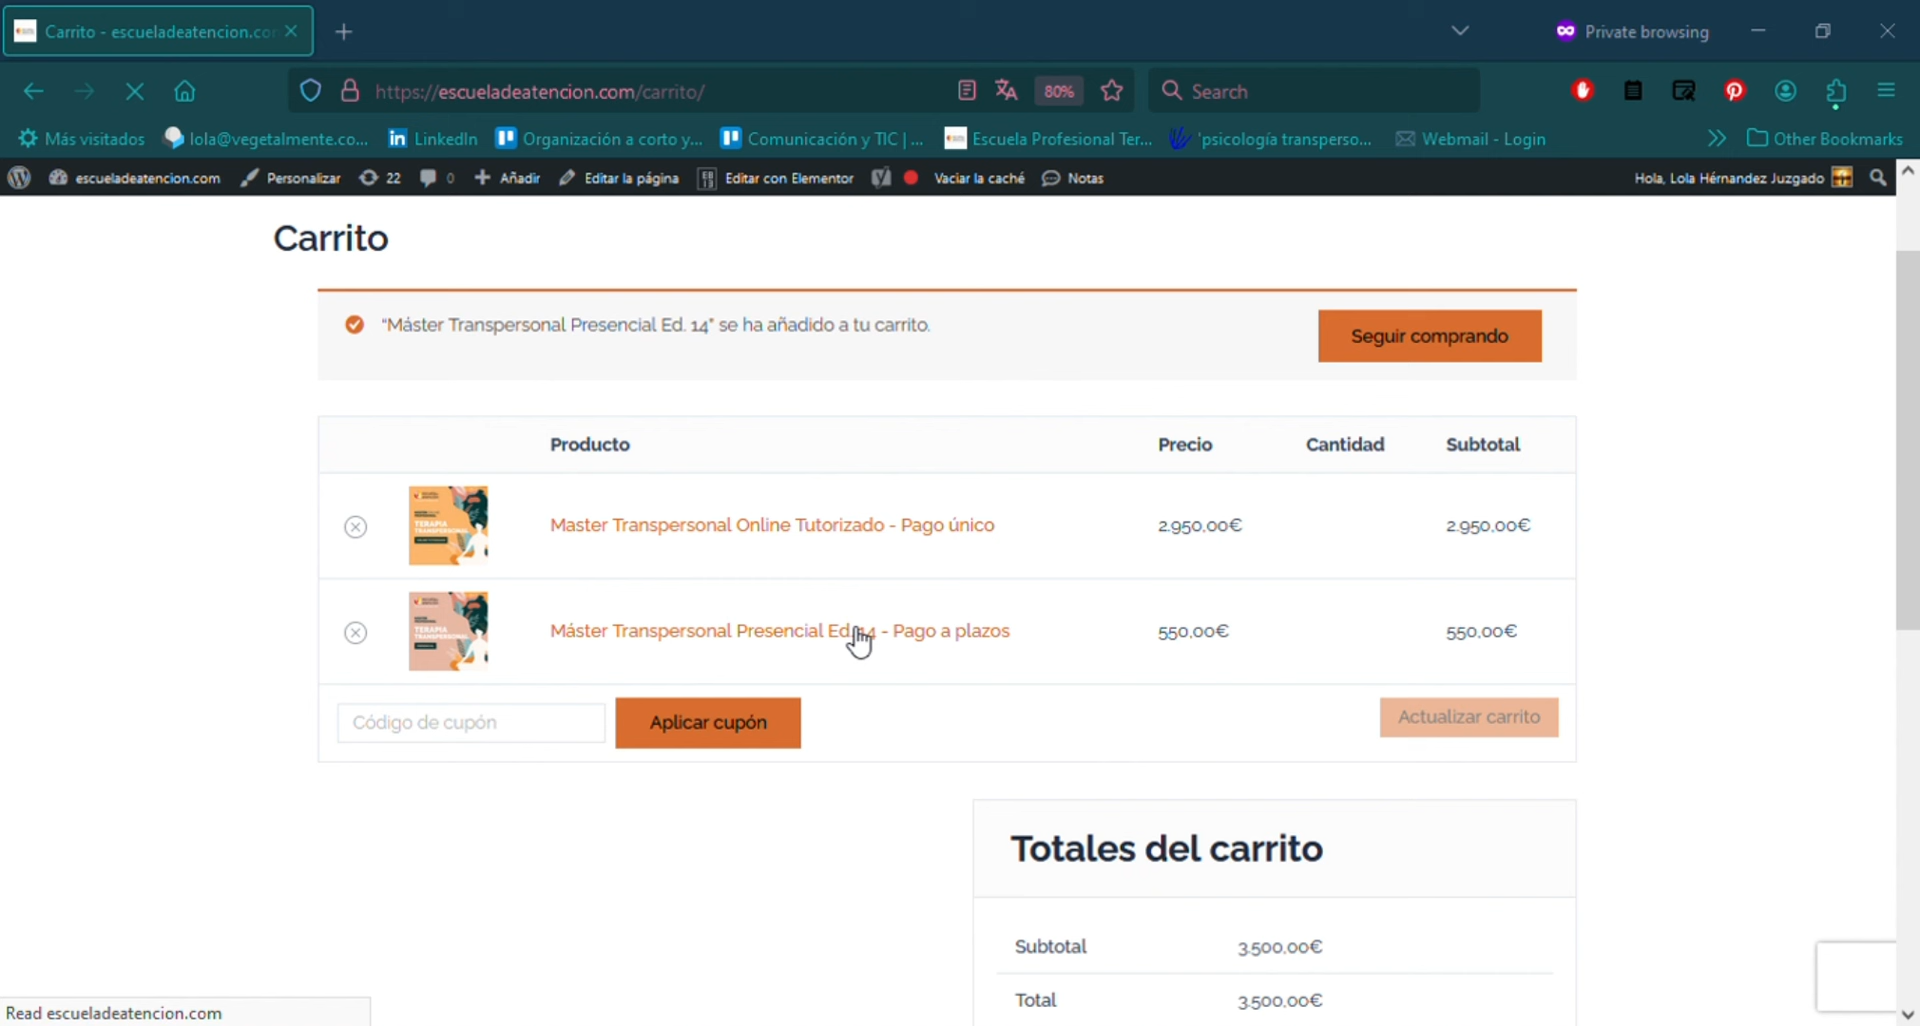 Carrito - escueladeatencion.co
Private browsing
https://escueladeatencion.com/carrito/
80%
Search
Más visitados
lola@vegetalmente.co...
LinkedIn
Organización a corto y...
Comunicación y TIC | ...
Escuela Profesional Ter...
'psicología transperso...
Webmail - Login
Other Bookmarks
escueladeatencion.com
Personalizar
22
0
Añadir
Editar la página
Editar con Elementor
Vaciar la caché
Notas
Hola, Lola Hérnandez Juzgado
Carrito
“Máster Transpersonal Presencial Ed. 14” se ha añadido a tu carrito.
Seguir comprando
Producto Precio Cantidad Subtotal
Master Transpersonal Online Tutorizado - Pago único 2.950,00€ 2.950,00€
Máster Transpersonal Presencial Ed. 14 - Pago a plazos 550,00€ 550,00€
Código de cupón
Aplicar cupón
Actualizar carrito
Totales del carrito
Subtotal 3.500,00€
Total 3.500,00€
Read escueladeatencion.com